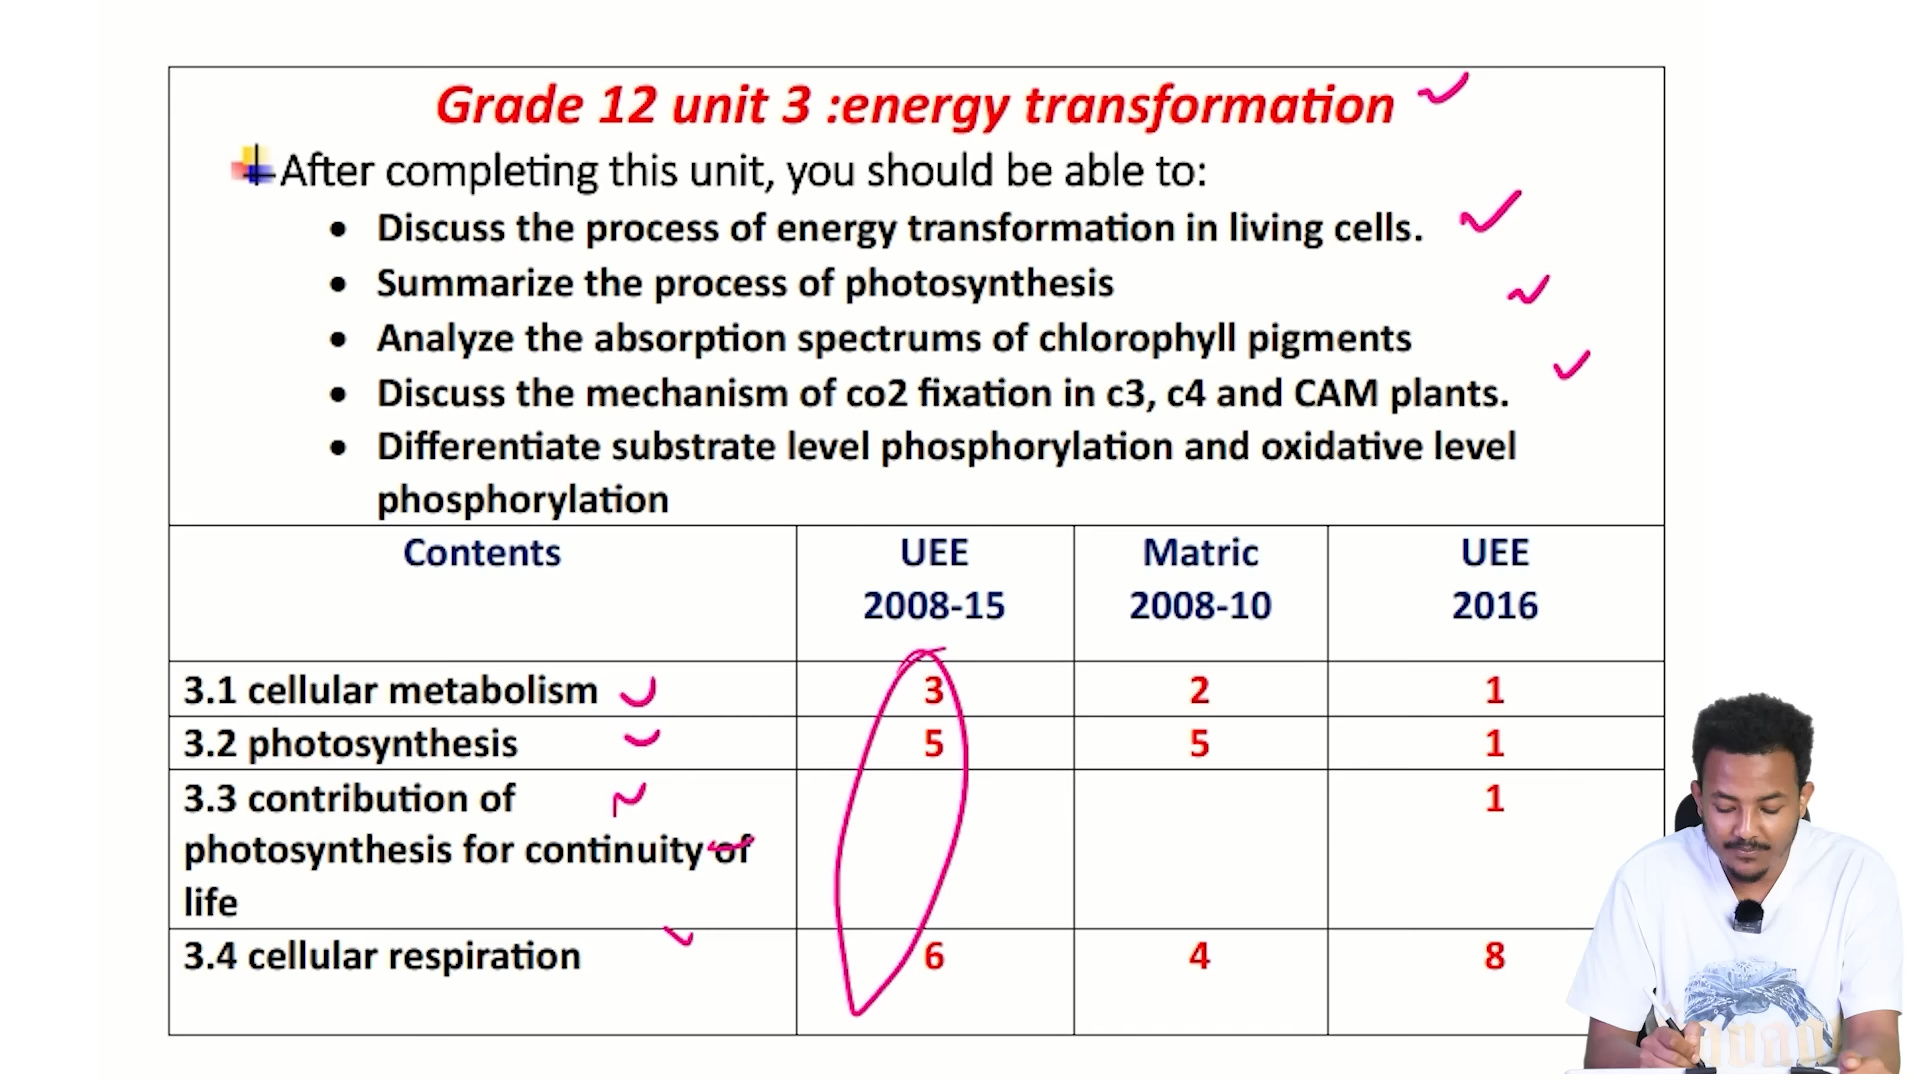 Grade 12 unit 3 :energy transformation
After completing this unit, you should be able to:
• Discuss the process of energy transformation in living cells.
• Summarize the process of photosynthesis
• Analyze the absorption spectrums of chlorophyll pigments
• Discuss the mechanism of co2 fixation in c3, c4 and CAM plants.
• Differentiate substrate level phosphorylation and oxidative level
phosphorylation
Contents UEE Matric UEE
2008-15 2008-10 2016
3.1 cellular metabolism 3 2 1
3.2 photosynthesis 5 5 1
3.3 contribution of 1
photosynthesis for continuity of
life
3.4 cellular respiration 6 4 8